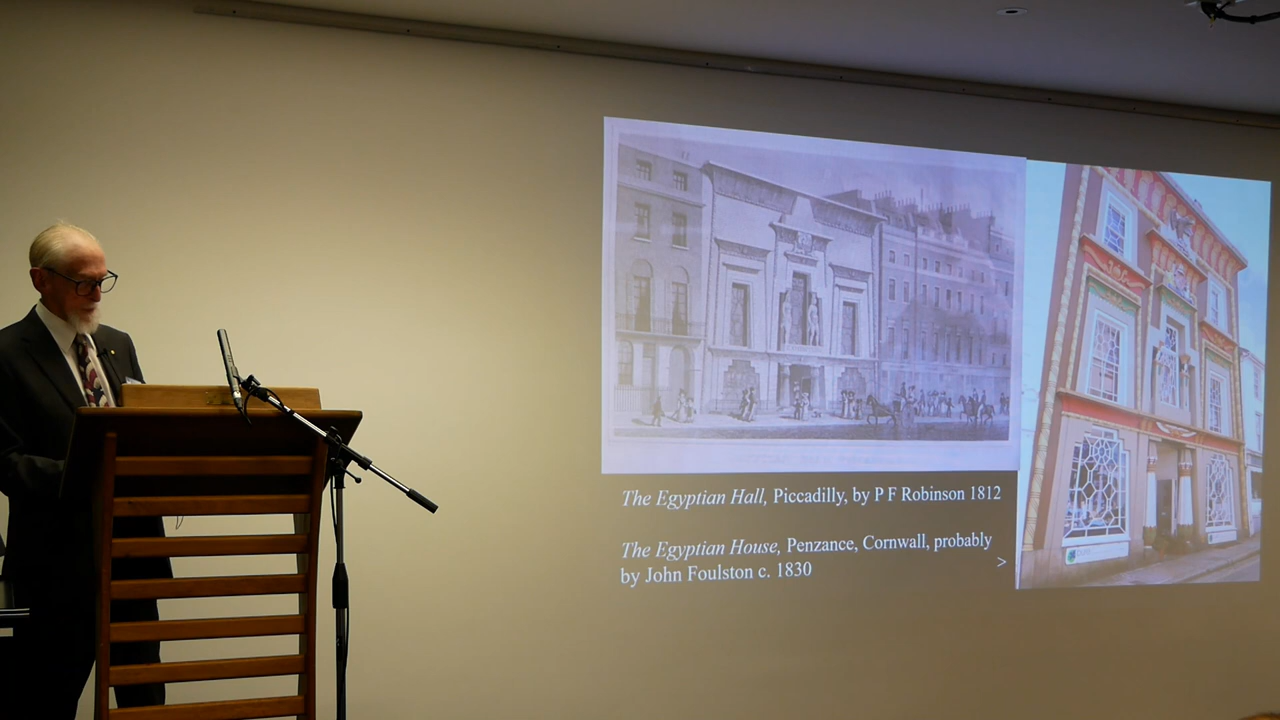 The Egyptian Hall, Piccadilly, by P F Robinson 1812
The Egyptian House, Penzance, Cornwall, probably
by John Foulston c. 1830
>